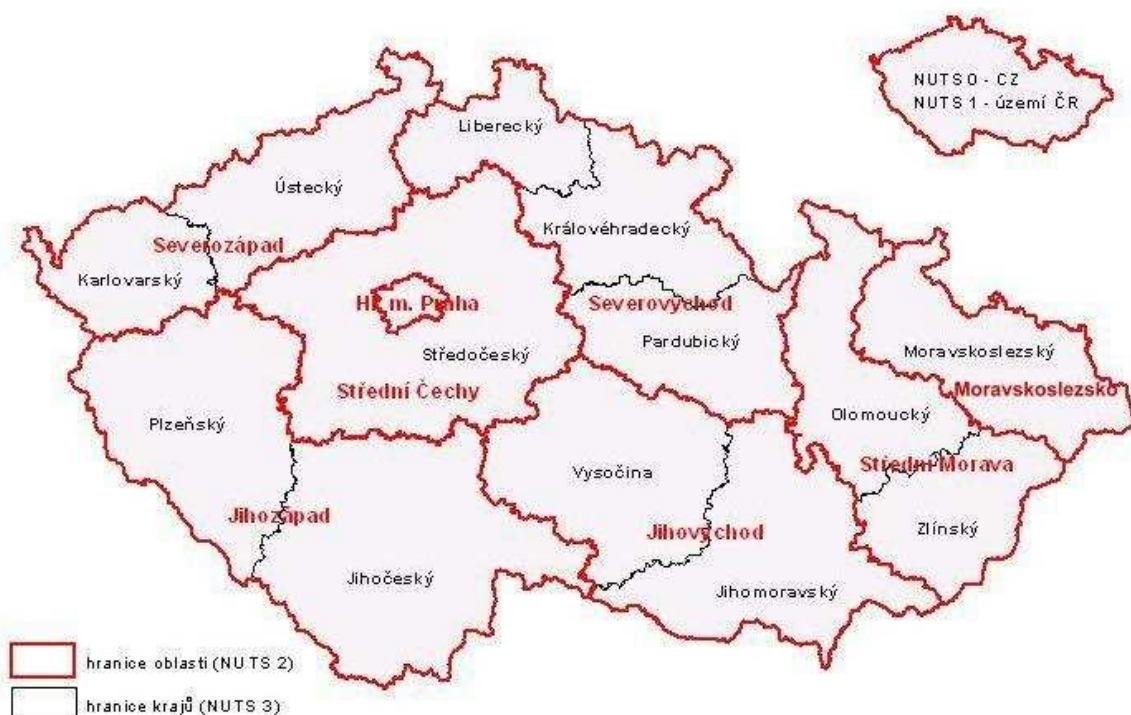 NUTS 0 - CZ
NUTS 1 - území ČR
Liberecký
Ústecký
Královéhradecký
Severozápad
Karlovarský
Hl. m. Praha
Severovýchod
Středočeský
Pardubický
Moravskoslezský
Střední Čechy
Moravskoslezsko
Plzeňský
Olomoucký
Vysočina
Střední Morava
Jihozápad
Jihovýchod
Zlínský
Jihočeský
Jihomoravský
hranice oblastí (NUTS 2)
hranice krajů (NUTS 3)